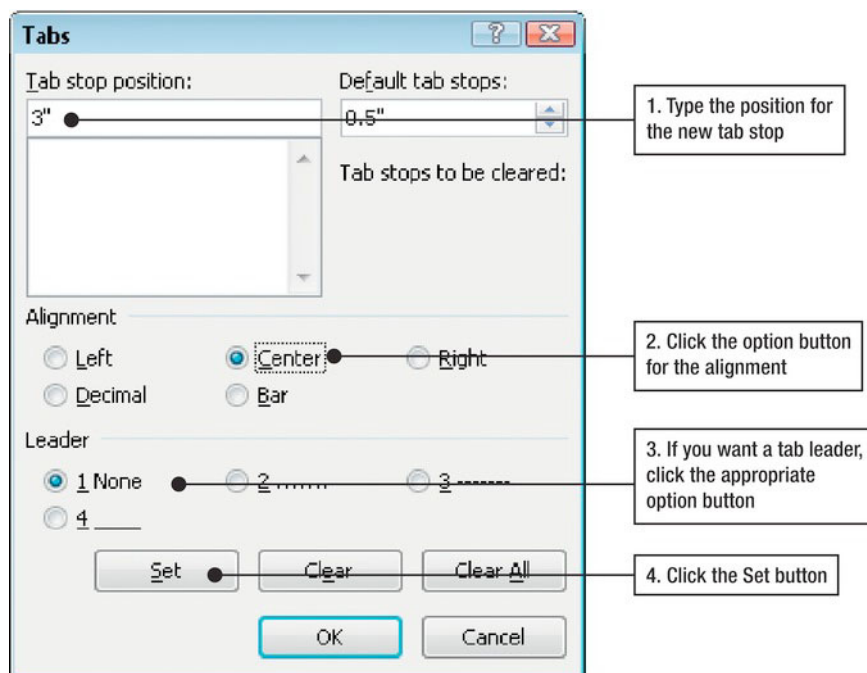 Tabs
Tab stop position:
Default tab stops:
3"
0.5"
1. Type the position for
the new tab stop
Tab stops to be cleared:
Alignment
Left
Center
Right
2. Click the option button
for the alignment
Decimal
Bar
Leader
1 None
2 .......
3 -------
3. If you want a tab leader,
click the appropriate
option button
4 ____
Set
Clear
Clear All
4. Click the Set button
OK
Cancel